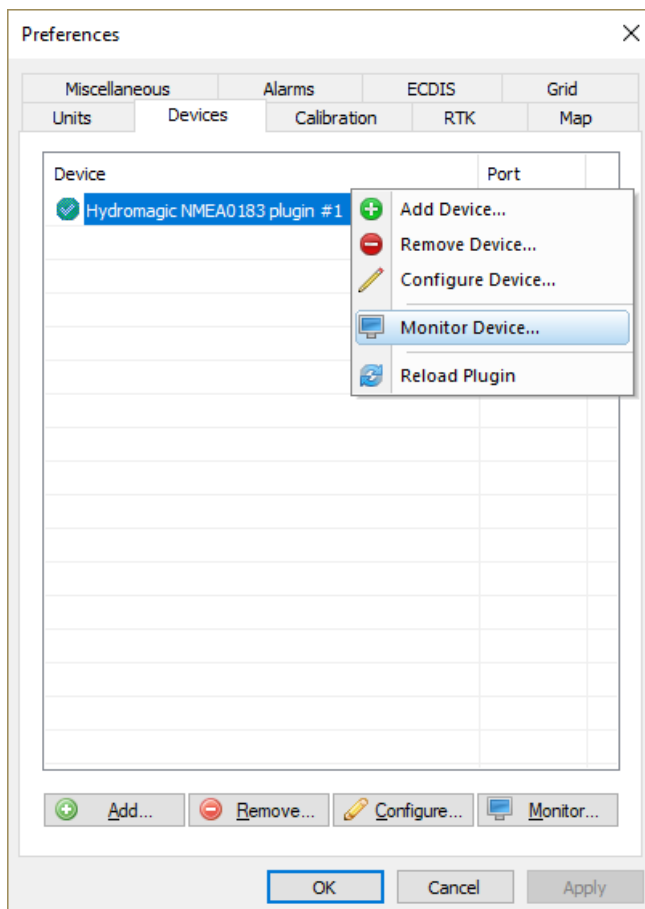 Preferences
Miscellaneous Alarms ECDIS Grid
Units Devices Calibration RTK Map
Device Port
Hydromagic NMEA0183 plugin #1
Add Device...
Remove Device...
Configure Device...
Monitor Device...
Reload Plugin
Add... Remove... Configure... Monitor...
OK Cancel Apply